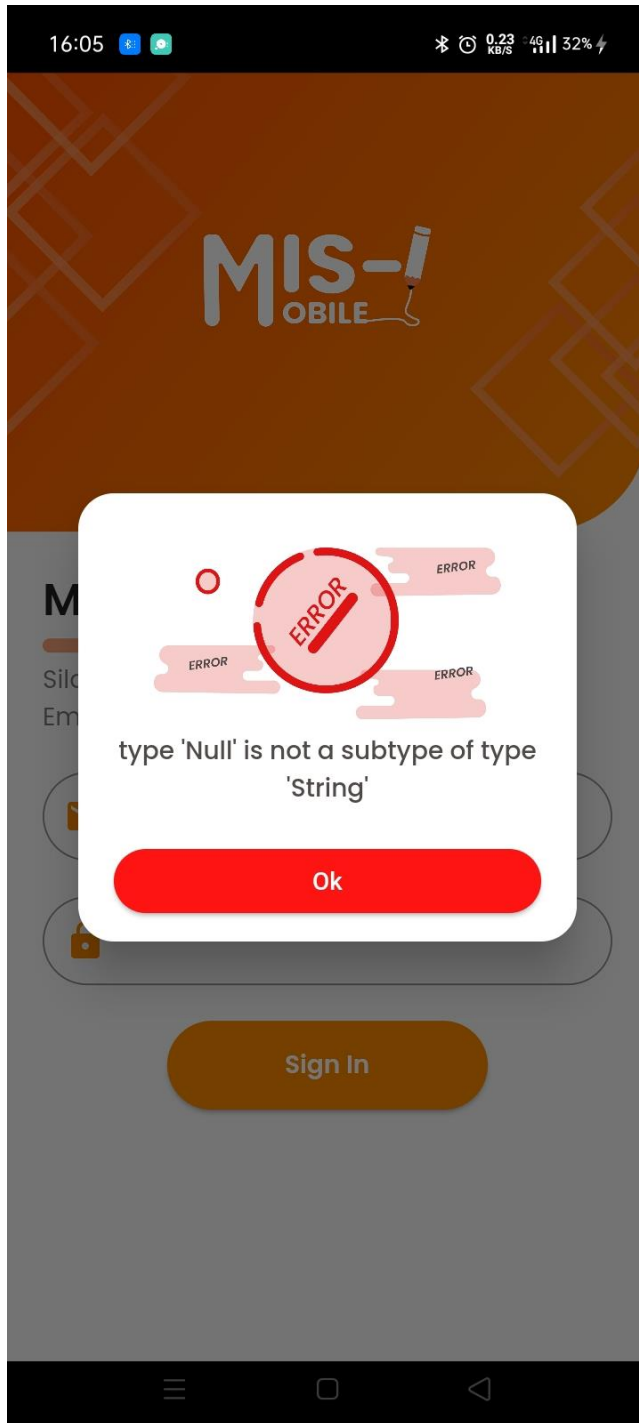 16:05
0.23
KB/S
4G
32%
MIS-
OBILE
ERROR
ERROR
ERROR
ERROR
type 'Null' is not a subtype of type
'String'
Ok
Sign In